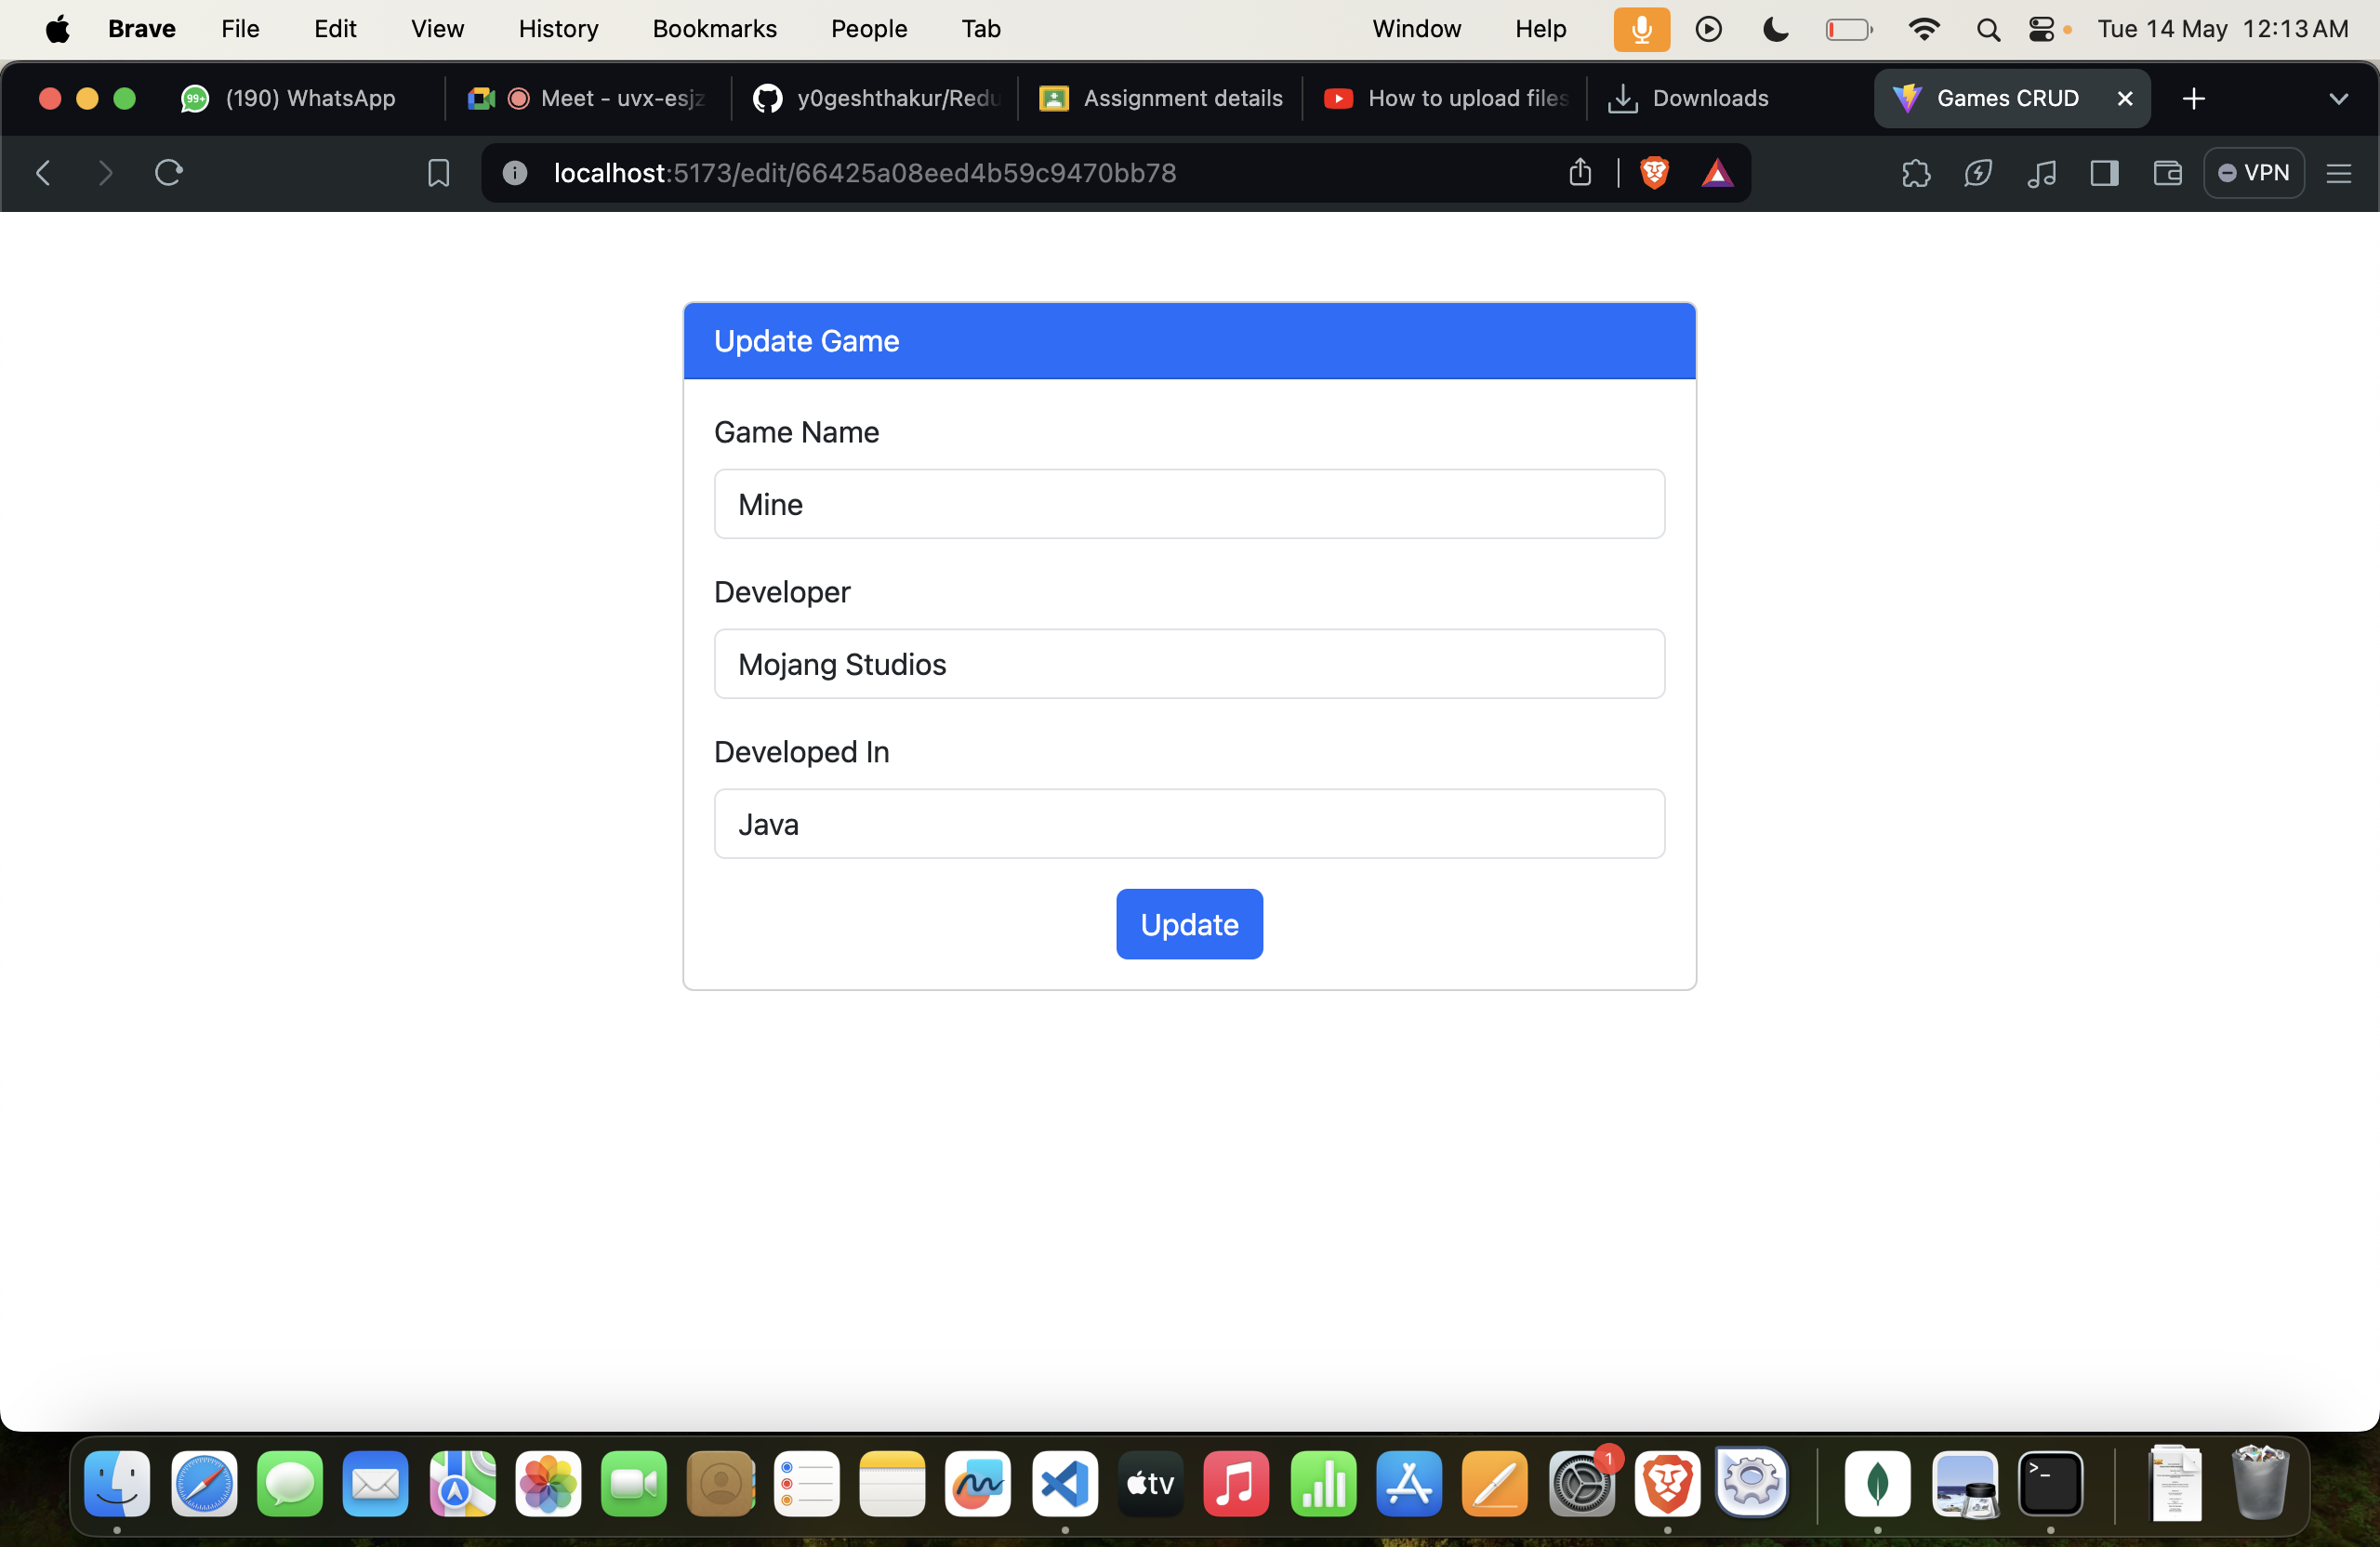 Brave File Edit View History Bookmarks People Tab Window Help Tue 14 May 12:13 AM
99+ (190) WhatsApp Meet - uvx-esjz y0geshthakur/Redu Assignment details How to upload files Downloads Games CRUD
localhost:5173/edit/66425a08eed4b59c9470bb78 VPN
Update Game
Game Name
Mine
Developer
Mojang Studios
Developed In
Java
Update
tv 1 >_